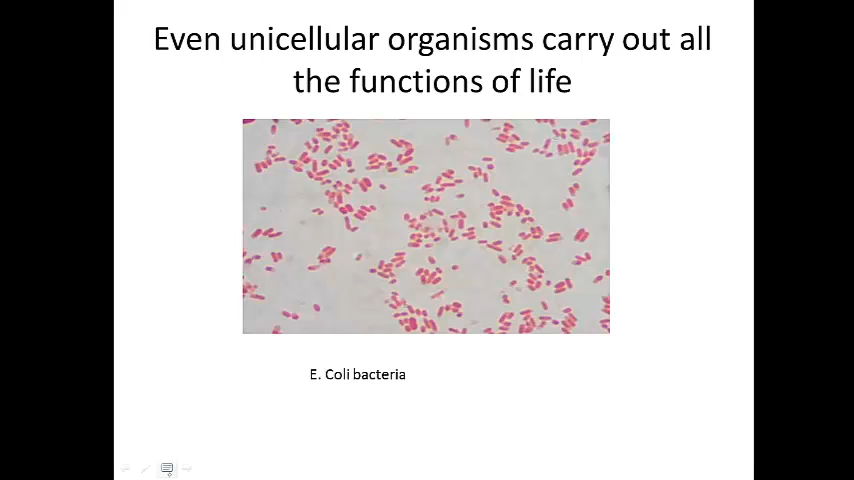 Even unicellular organisms carry out all
the functions of life
E. Coli bacteria